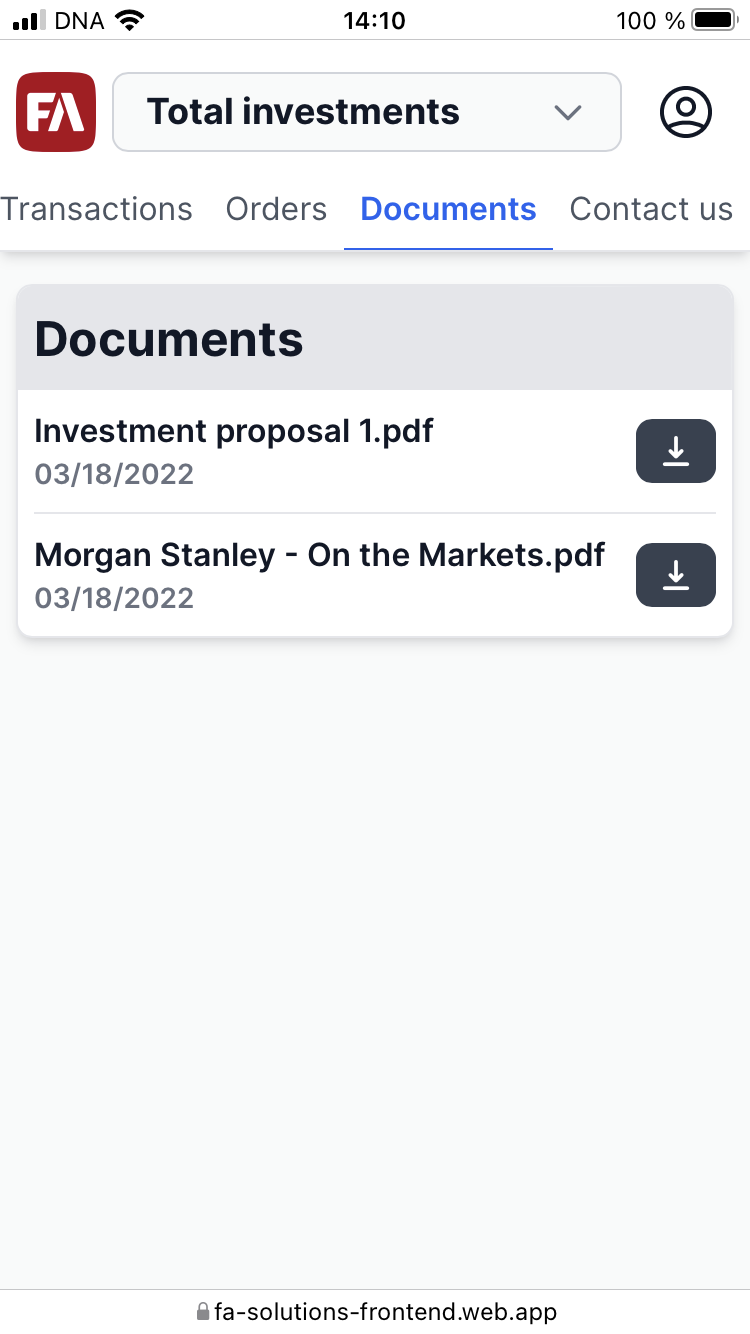 DNA 14:10 100 %
FA Total investments
Transactions Orders Documents Contact us
Documents
Investment proposal 1.pdf
03/18/2022
Morgan Stanley - On the Markets.pdf
03/18/2022
fa-solutions-frontend.web.app